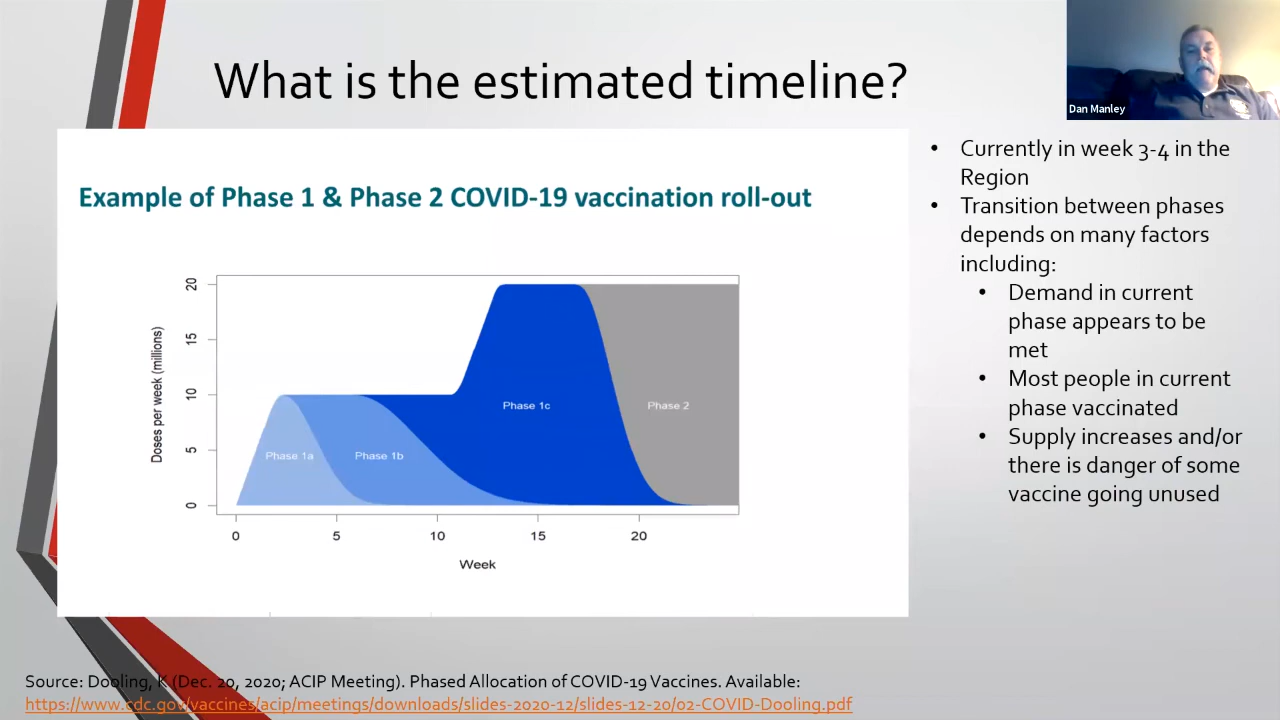 What is the estimated timeline?
Dan Manley
Example of Phase 1 & Phase 2 COVID-19 vaccination roll-out
Doses per week (millions)
20
15
10
5
0
Phase 1a
Phase 1b
Phase 1c
Phase 2
0 5 10 15 20
Week
• Currently in week 3-4 in the
Region
• Transition between phases
depends on many factors
including:
• Demand in current
phase appears to be
met
• Most people in current
phase vaccinated
• Supply increases and/or
there is danger of some
vaccine going unused
Source: Dooling, K (Dec. 20, 2020; ACIP Meeting). Phased Allocation of COVID-19 Vaccines. Available:
https://www.cdc.gov/vaccines/acip/meetings/downloads/slides-2020-12/slides-12-20/02-COVID-Dooling.pdf